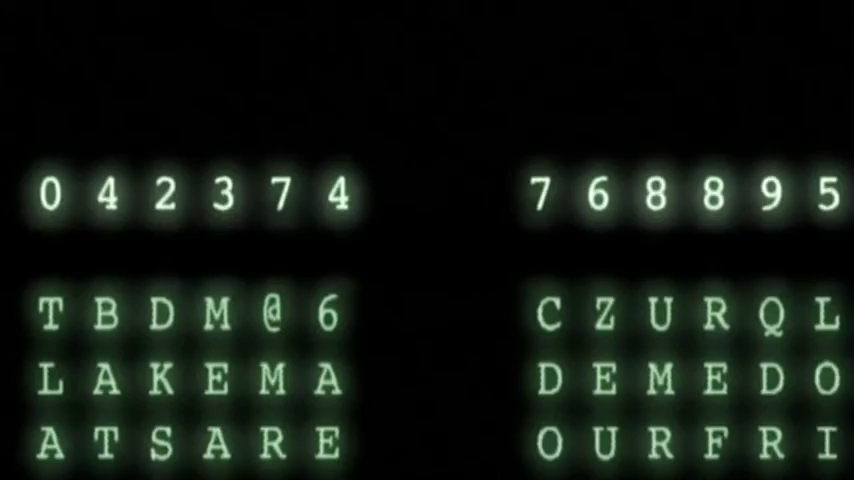 0 4 2 3 7 4 7 6 8 8 9 5
T B D M @ 6 C Z U R Q L
L A K E M A D E M E D O
A T S A R E O U R F R I